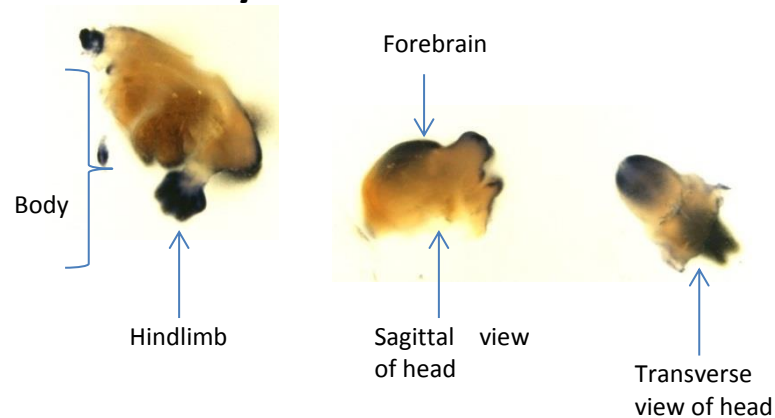 Forebrain
Body
Hindlimb
Sagittal view
of head
Transverse
view of head